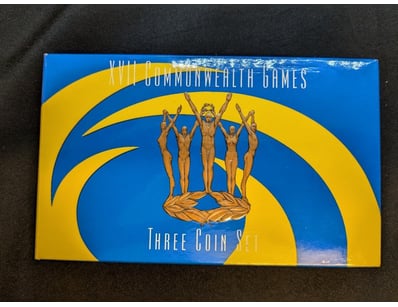 XVII COMMONWEALTH GAMES
THREE COIN SET